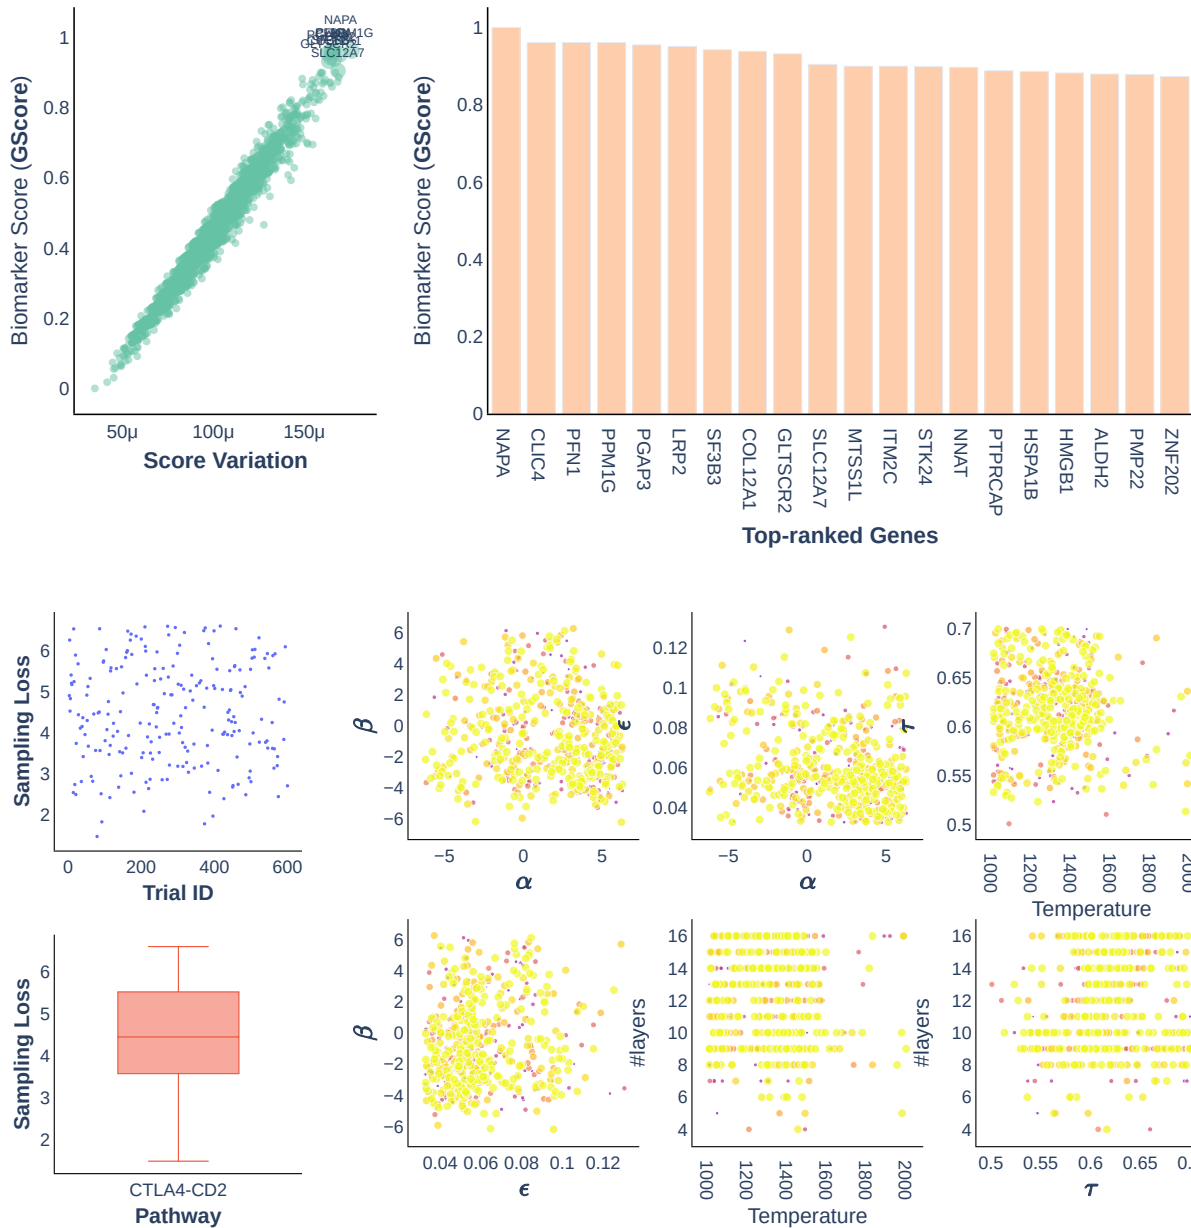 NAPA
SLC12A7
1
0.8
0.6
0.4
0.2
0
Biomarker Score (GScore)
50μ 100μ 150μ
Score Variation
1
0.8
0.6
0.4
0.2
0
Biomarker Score (GScore)
NAPA CLIC4 PFN1 PPM1G PGAP3 LRP2 SF3B3 COL12A1 GLTSCR2 SLC12A7 MTSS1L ITM2C STK24 NNAT PTPRCAP HSPA1B HMGB1 ALDH2 PMP22 ZNF202
Top-ranked Genes
6
5
4
3
2
Sampling Loss
0 200 400 600
Trial ID
6
4
2
0
−2
−4
−6
β
−5 0 5
α
0.12
0.1
0.08
0.06
0.04
ϵ
−5 0 5
α
0.7
0.65
0.6
0.55
0.5
τ
1000 1200 1400 1600 1800 2000
Temperature
6
5
4
3
2
Sampling Loss
CTLA4-CD2
Pathway
6
4
2
0
−2
−4
−6
β
0.04 0.06 0.08 0.1 0.12
ϵ
16
14
12
10
8
6
4
#layers
1000 1200 1400 1600 1800 2000
Temperature
16
14
12
10
8
6
4
#layers
0.5 0.55 0.6 0.65
τ